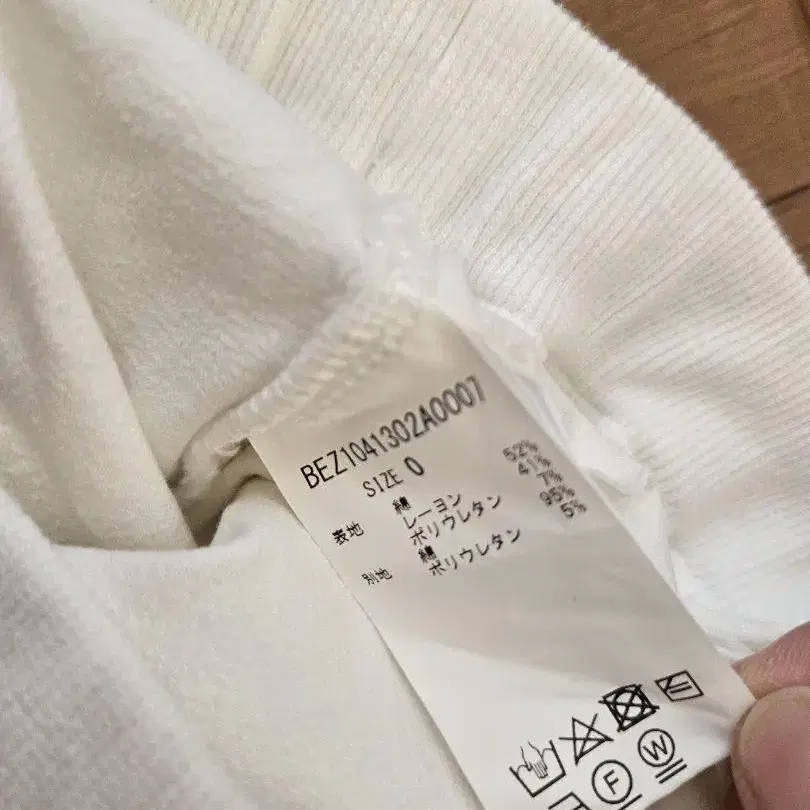 BEZ1041302A0007
SIZE 0
表地 綿 52%
レーヨン 41%
ポリウレタン 7%
別地 綿 95%
ポリウレタン 5%
F W